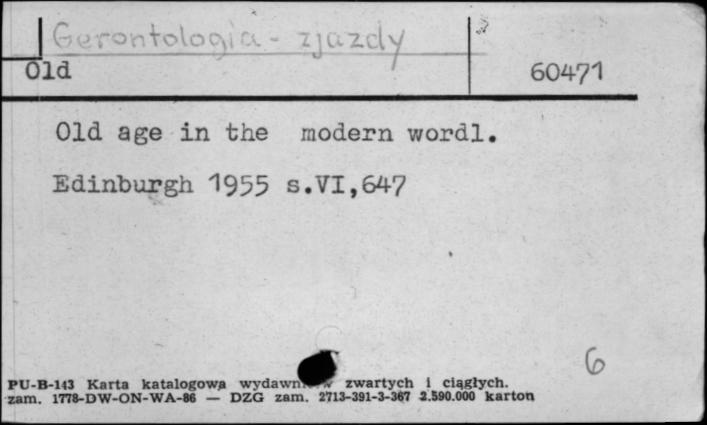 Gerontologia - zjazdy
Old 60471
Old age in the modern wordl.
Edinburgh 1955 s.VI,647
6
PU-B-143 Karta katalogowa zwartych i ciągłych.
zam. 1778-DW-ON-WA-86 — DZG zam. 2713-391-3-367 2.590.000 karton